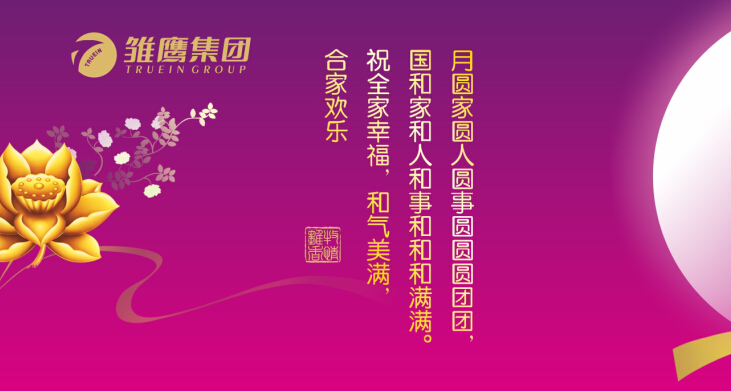 雏鹰集团
TRUEIN GROUP
TRUEIN
月圆家圆人圆事圆圆圆团团，
国和家和人和事和和和满满。
祝全家幸福，和气美满，
合家欢乐